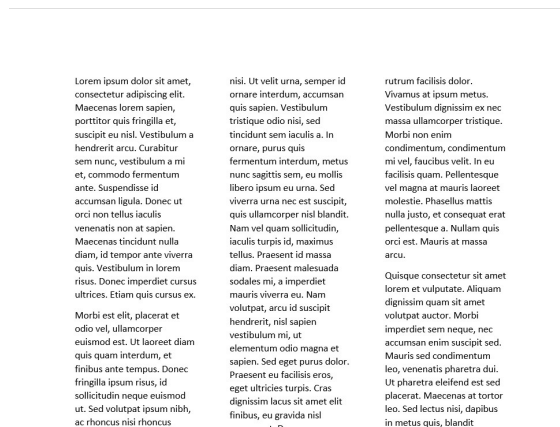 Lorem ipsum dolor sit amet,
consectetur adipiscing elit.
Maecenas lorem sapien,
porttitor quis fringilla et,
suscipit eu nisl. Vestibulum a
hendrerit arcu. Curabitur
sem nunc, vestibulum a mi
et, commodo fermentum
ante. Suspendisse id
accumsan ligula. Donec ut
orci non tellus iaculis
venenatis non at sapien.
Maecenas tincidunt nulla
diam, id tempor ante viverra
quis. Vestibulum in lorem
risus. Donec imperdiet cursus
ultrices. Etiam quis cursus ex.
Morbi est elit, placerat et
odio vel, ullamcorper
euismod est. Ut laoreet diam
quis quam interdum, et
finibus ante tempus. Donec
fringilla ipsum risus, id
sollicitudin neque euismod
ut. Sed volutpat ipsum nibh,
ac rhoncus nisi rhoncus
nisi. Ut velit urna, semper id
ornare interdum, accumsan
quis sapien. Vestibulum
tristique odio nisi, sed
tincidunt sem iaculis a. In
ornare, purus quis
fermentum interdum, metus
nunc sagittis sem, eu mollis
libero ipsum eu urna. Sed
viverra urna nec est suscipit,
quis ullamcorper nisl blandit.
Nam vel quam sollicitudin,
iaculis turpis id, maximus
tellus. Praesent id massa
diam. Praesent malesuada
sodales mi, a imperdiet
mauris viverra eu. Nam
volutpat, arcu id suscipit
hendrerit, nisl sapien
vestibulum mi, ut
elementum odio magna et
sapien. Sed eget purus dolor.
Praesent eu facilisis eros,
eget ultricies turpis. Cras
dignissim lacus sit amet elit
finibus, eu gravida nisl
rutrum facilisis dolor.
Vivamus at ipsum metus.
Vestibulum dignissim ex nec
massa ullamcorper tristique.
Morbi non enim
condimentum, condimentum
mi vel, faucibus velit. In eu
facilisis quam. Pellentesque
vel magna at mauris laoreet
molestie. Phasellus mattis
nulla justo, et consequat erat
pellentesque a. Nullam quis
orci est. Mauris at massa
arcu.
Quisque consectetur sit amet
lorem et vulputate. Aliquam
dignissim quam sit amet
volutpat auctor. Morbi
imperdiet sem neque, nec
accumsan enim suscipit sed.
Mauris sed condimentum
leo, venenatis pharetra dui.
Ut pharetra eleifend est sed
placerat. Maecenas at tortor
leo. Sed lectus nisi, dapibus
in metus quis, blandit